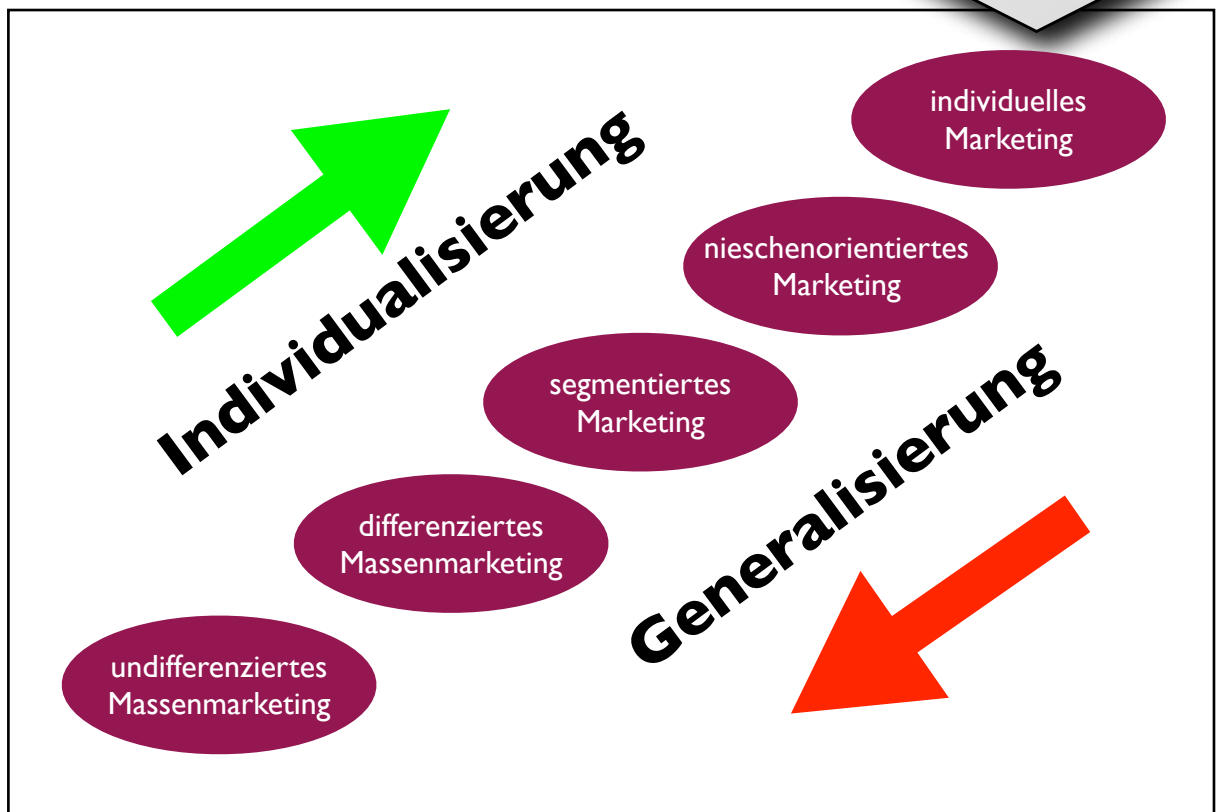 individuelles
Marketing
nieschenorientiertes
Marketing
Individualisierung
segmentiertes
Marketing
Generalisierung
differenziertes
Massenmarketing
undifferenziertes
Massenmarketing